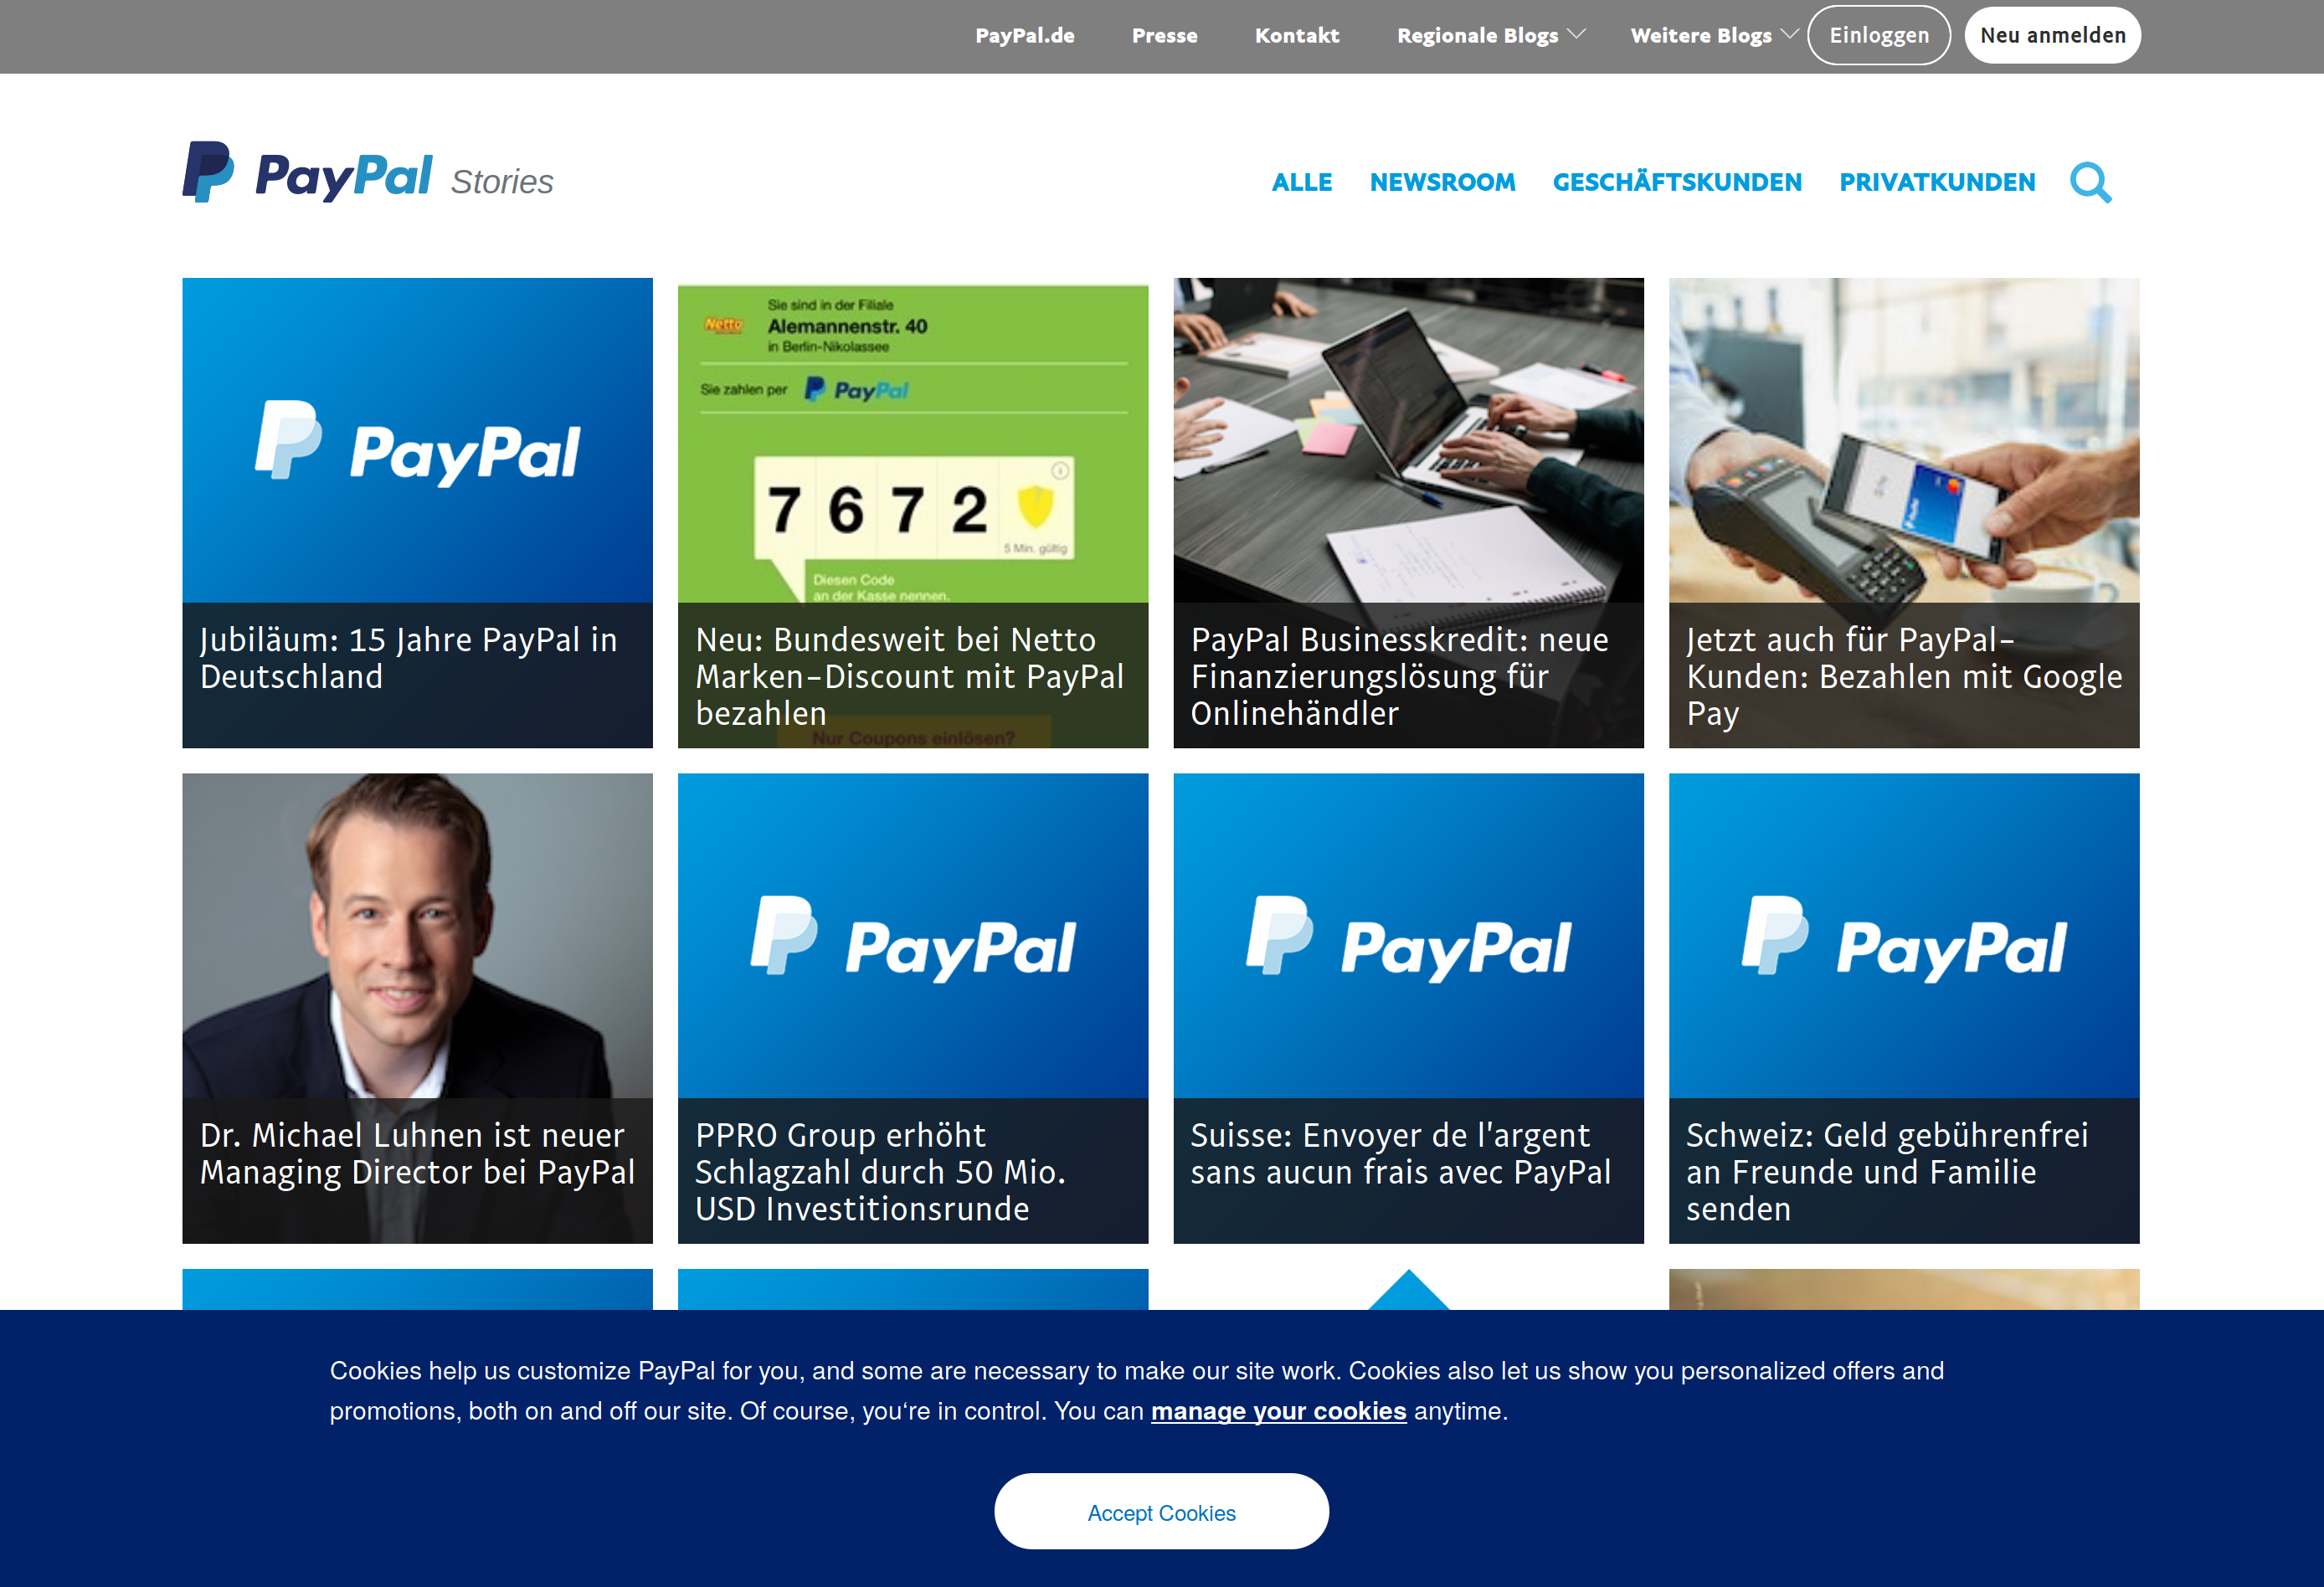 PayPal.de Presse Kontakt Regionale Blogs Weitere Blogs Einloggen Neu anmelden
PayPal Stories
ALLE NEWSROOM GESCHÄFTSKUNDEN PRIVATKUNDEN
PayPal
Jubiläum: 15 Jahre PayPal in
Deutschland
Netto
Sie sind in der Filiale
Alemannenstr. 40
in Berlin-Nikolassee
Sie zahlen per PayPal
7 6 7 2
5 Min. gültig
Diesen Code
an der Kasse nennen.
Neu: Bundesweit bei Netto
Marken-Discount mit PayPal
bezahlen
Nur Coupons einlösen?
PayPal Businesskredit: neue
Finanzierungslösung für
Onlinehändler
Jetzt auch für PayPal-
Kunden: Bezahlen mit Google
Pay
Dr. Michael Luhnen ist neuer
Managing Director bei PayPal
PayPal
PPRO Group erhöht
Schlagzahl durch 50 Mio.
USD Investitionsrunde
PayPal
Suisse: Envoyer de l'argent
sans aucun frais avec PayPal
PayPal
Schweiz: Geld gebührenfrei
an Freunde und Familie
senden
Cookies help us customize PayPal for you, and some are necessary to make our site work. Cookies also let us show you personalized offers and
promotions, both on and off our site. Of course, you‘re in control. You can manage your cookies anytime.
Accept Cookies